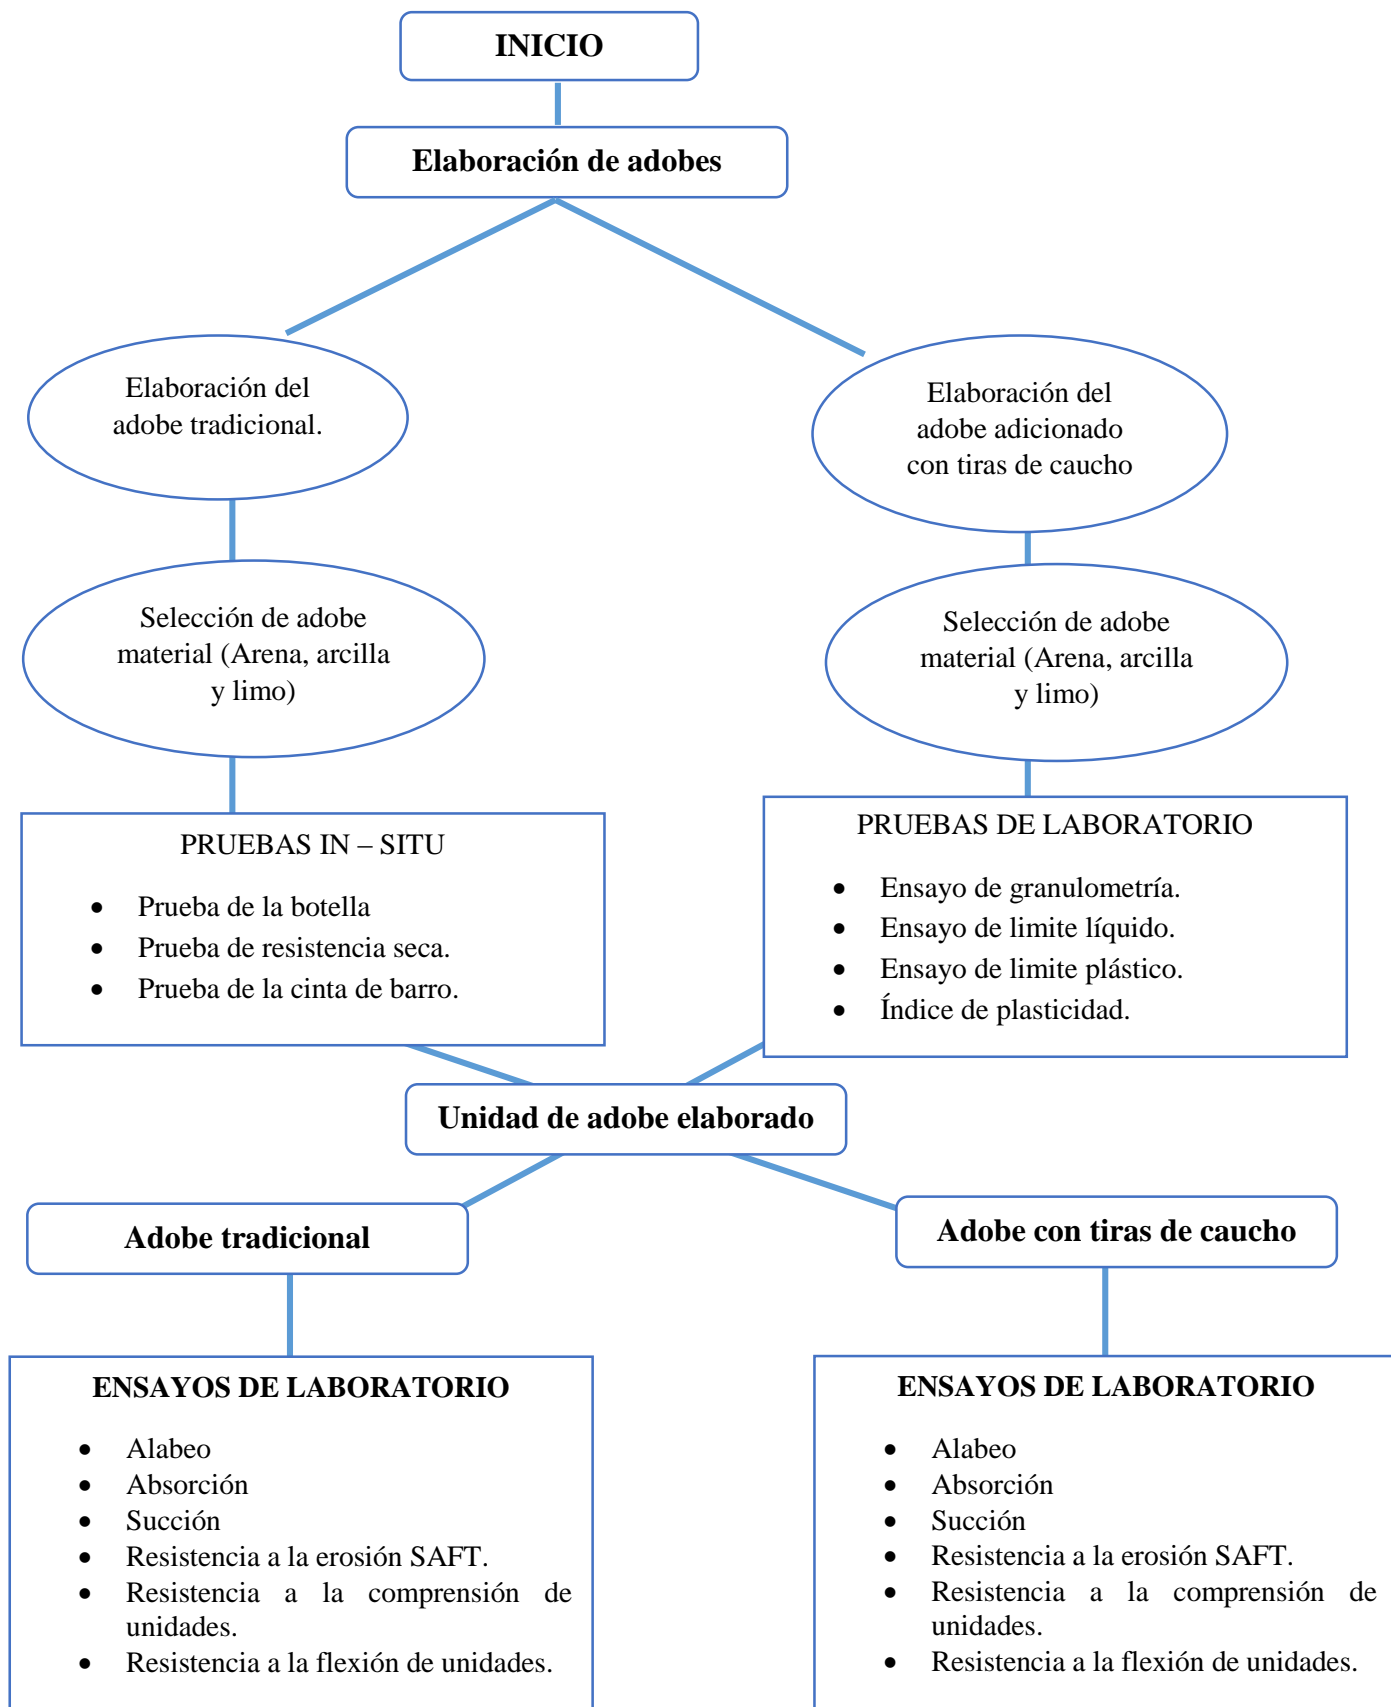 INICIO
Elaboración de adobes
Elaboración del
adobe tradicional.
Elaboración del
adobe adicionado
con tiras de caucho
Selección de adobe
material (Arena, arcilla
y limo)
Selección de adobe
material (Arena, arcilla
y limo)
PRUEBAS IN – SITU
• Prueba de la botella
• Prueba de resistencia seca.
• Prueba de la cinta de barro.
PRUEBAS DE LABORATORIO
• Ensayo de granulometría.
• Ensayo de limite líquido.
• Ensayo de limite plástico.
• Índice de plasticidad.
Unidad de adobe elaborado
Adobe tradicional
Adobe con tiras de caucho
ENSAYOS DE LABORATORIO
• Alabeo
• Absorción
• Succión
• Resistencia a la erosión SAFT.
• Resistencia a la comprensión de
unidades.
• Resistencia a la flexión de unidades.
ENSAYOS DE LABORATORIO
• Alabeo
• Absorción
• Succión
• Resistencia a la erosión SAFT.
• Resistencia a la comprensión de
unidades.
• Resistencia a la flexión de unidades.